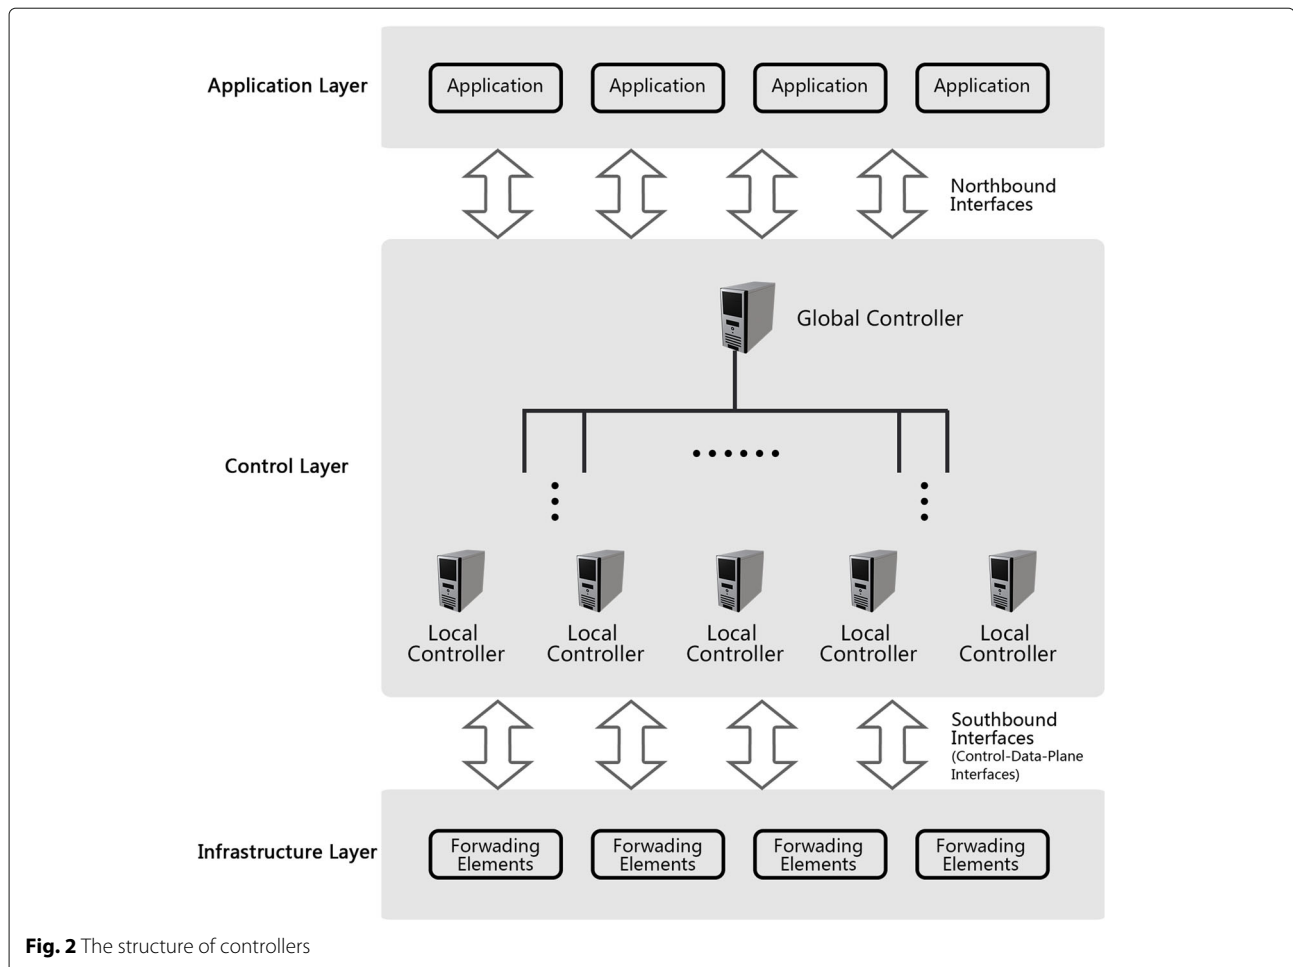 Application Layer
Application
Application
Application
Application
Northbound
Interfaces
Global Controller
Control Layer
Local
Controller
Local
Controller
Local
Controller
Local
Controller
Local
Controller
Southbound
Interfaces
(Control-Data-Plane
Interfaces)
Infrastructure Layer
Forwading
Elements
Forwading
Elements
Forwading
Elements
Forwading
Elements
Fig. 2 The structure of controllers